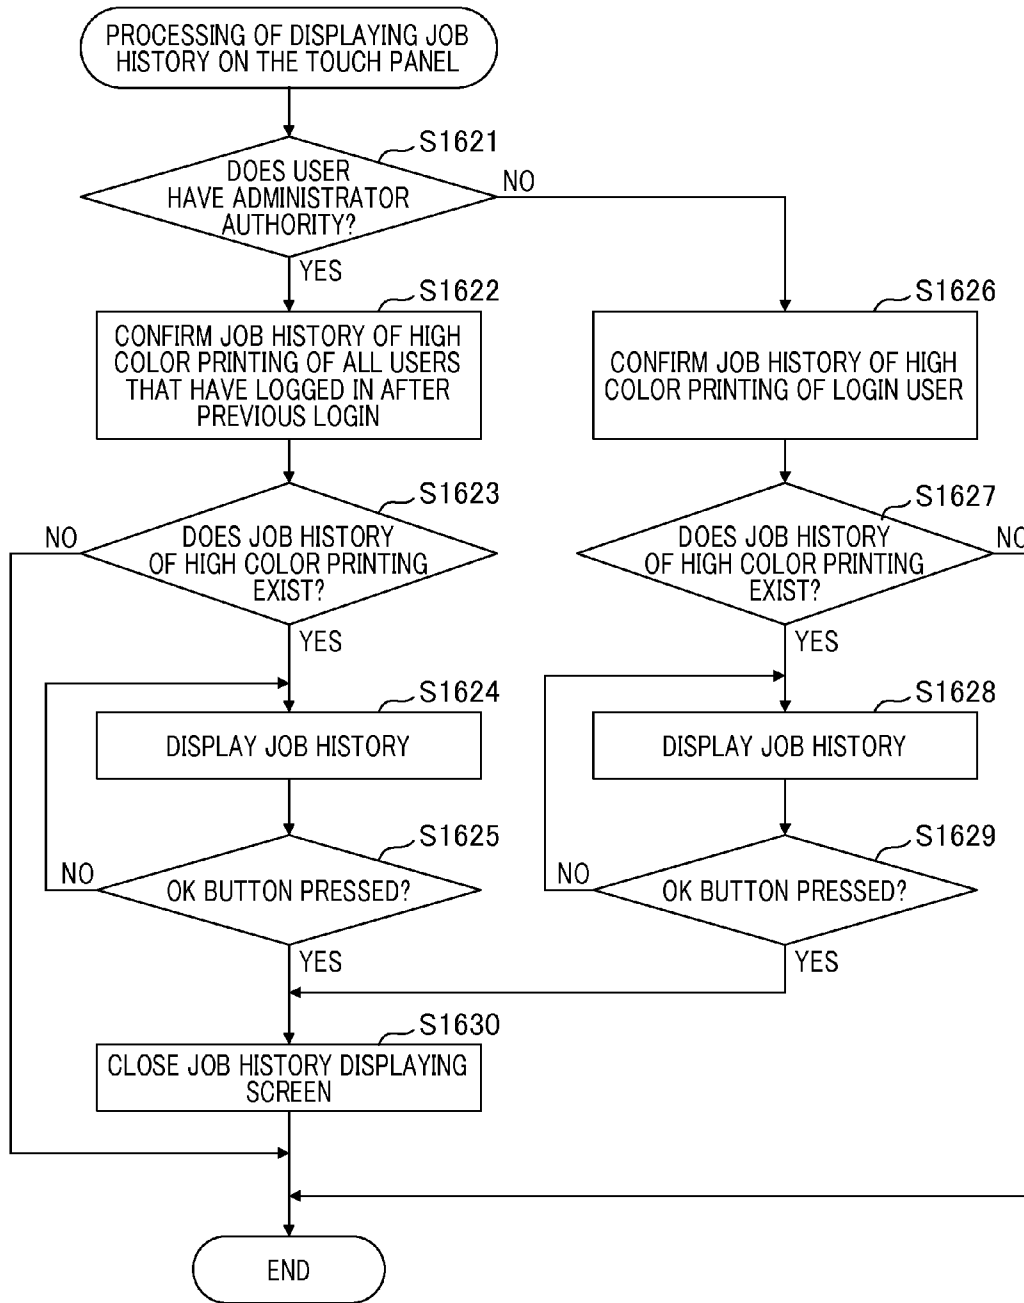 PROCESSING OF DISPLAYING JOB
HISTORY ON THE TOUCH PANEL
S1621
DOES USER
HAVE ADMINISTRATOR
AUTHORITY?
NO
YES
S1622
CONFIRM JOB HISTORY OF HIGH
COLOR PRINTING OF ALL USERS
THAT HAVE LOGGED IN AFTER
PREVIOUS LOGIN
S1626
CONFIRM JOB HISTORY OF HIGH
COLOR PRINTING OF LOGIN USER
S1623
NO
DOES JOB HISTORY
OF HIGH COLOR PRINTING
EXIST?
YES
S1627
DOES JOB HISTORY
OF HIGH COLOR PRINTING
EXIST?
NO
YES
S1624
DISPLAY JOB HISTORY
S1628
DISPLAY JOB HISTORY
S1625
NO
OK BUTTON PRESSED?
YES
S1629
NO
OK BUTTON PRESSED?
YES
S1630
CLOSE JOB HISTORY DISPLAYING
SCREEN
END